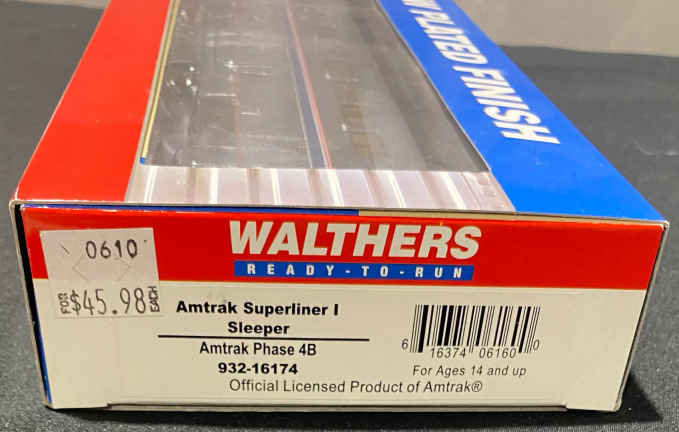 PLATED FINISH
WALTHERS
READY-TO-RUN
0610
FOR $45.98 EACH
Amtrak Superliner I
Sleeper
Amtrak Phase 4B
932-16174
Official Licensed Product of Amtrak®
6 16374 06160 0
For Ages 14 and up